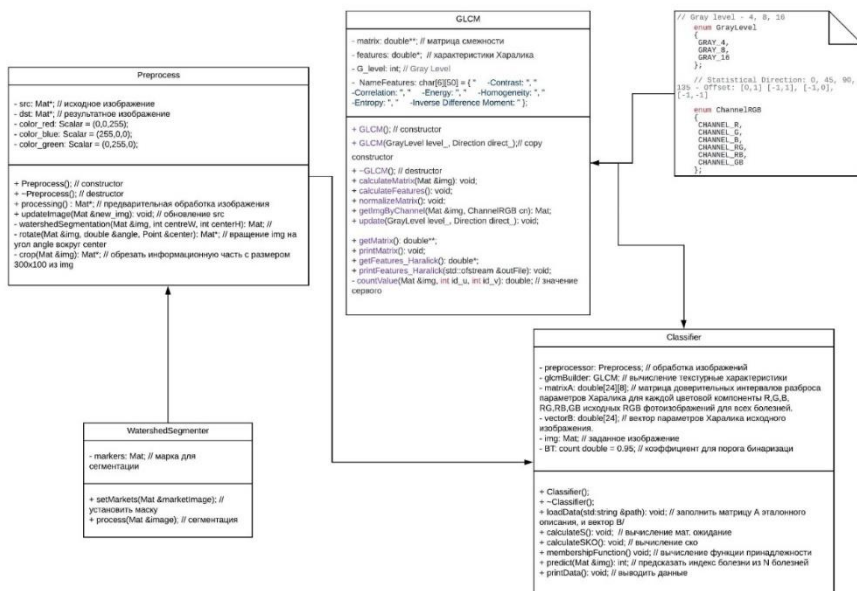 Preprocess
- src: Mat*; // исходное изображение
- dst: Mat*; // результатное изображение
- color_red: Scalar = (0,0,255);
- color_blue: Scalar = (255,0,0);
- color_green: Scalar = (0,255,0);
+ Preprocess(); // constructor
+ ~Preprocess(); // destructor
+ processing() : Mat*; // предварительная обработка изображения
+ updateImage(Mat &new_img): void; // обновление src
- watershedSegmentation(Mat &img, int centreW, int centerH): Mat; //
- rotate(Mat &img, double &angle, Point &center): Mat*; // вращение img на
угол angle вокруг center
- crop(Mat &img): Mat*; // обрезать информационную часть с размером
300x100 из img
WatershedSegmenter
- markers: Mat; // марка для
сегментации
+ setMarkets(Mat &marketImage); //
установить маску
+ process(Mat &image); // сегментация
GLCM
- matrix: double**; // матрица смежности
- features: double*; // характеристики Харалика
- G_level: int; // Gray Level
- NameFeatures: char[6][50] = { " -Contrast: ", "
-Correlation: ", " -Energy: ", " -Homogeneity: ", "
-Entropy: ", " -Inverse Difference Moment: " };
+ GLCM(); // constructor
+ GLCM(GrayLevel level_, Direction direct_);// copy
constructor
+ ~GLCM(); // destructor
+ calculateMatrix(Mat &img): void;
+ calculateFeatures(): void;
+ normalizeMatrix(): void;
+ getImgByChannel(Mat &img, ChannelRGB cn): Mat;
+ update(GrayLevel level_, Direction direct_): void;
+ getMatrix(): double**;
+ printMatrix(): void;
+ getFeatures_Haralick(): double*;
+ printFeatures_Haralick(std::ofstream &outFile): void;
- countValue(Mat &img, int id_u, int id_v): double; // значение
серого
// Gray level - 4, 8, 16
enum GrayLevel
{
GRAY_4,
GRAY_8,
GRAY_16
};
// Statistical Direction: 0, 45, 90,
135 - Offset: [0,1] [-1,1], [-1,0],
[-1,-1]
enum ChannelRGB
{
CHANNEL_R,
CHANNEL_G,
CHANNEL_B,
CHANNEL_RG,
CHANNEL_RB,
CHANNEL_GB
};
Classifier
- preprocessor: Preprocess; // обработка изображений
- glcmBuilder: GLCM; // вычисление текстурные характеристики
- matrixA: double[24][8]; // матрица доверительных интервалов разброса
параметров Харалика для каждой цветовой компоненты R,G,B,
RG,RB,GB исходных RGB фотоизображений для всех болезней.
- vectorB: double[24]; // вектор параметров Харалика исходного
изображения.
- img: Mat; // заданное изображение
- BT: count double = 0.95; // коэффициент для порога бинаризаци
+ Classifier();
+ ~Classifier();
+ loadData(std:string &path): void; // заполнить матрицу А эталонного
описания, и вектор B/
+ calculateS(): void; // вычисление мат. ожидание
+ calculateSKO(): void; // вычисление ско
+ membershipFunction() void; // вычисление функции принадлежности
+ predict(Mat &img): int; // предсказать индекс болезни из N болезней
+ printData(): void; // выводить данные